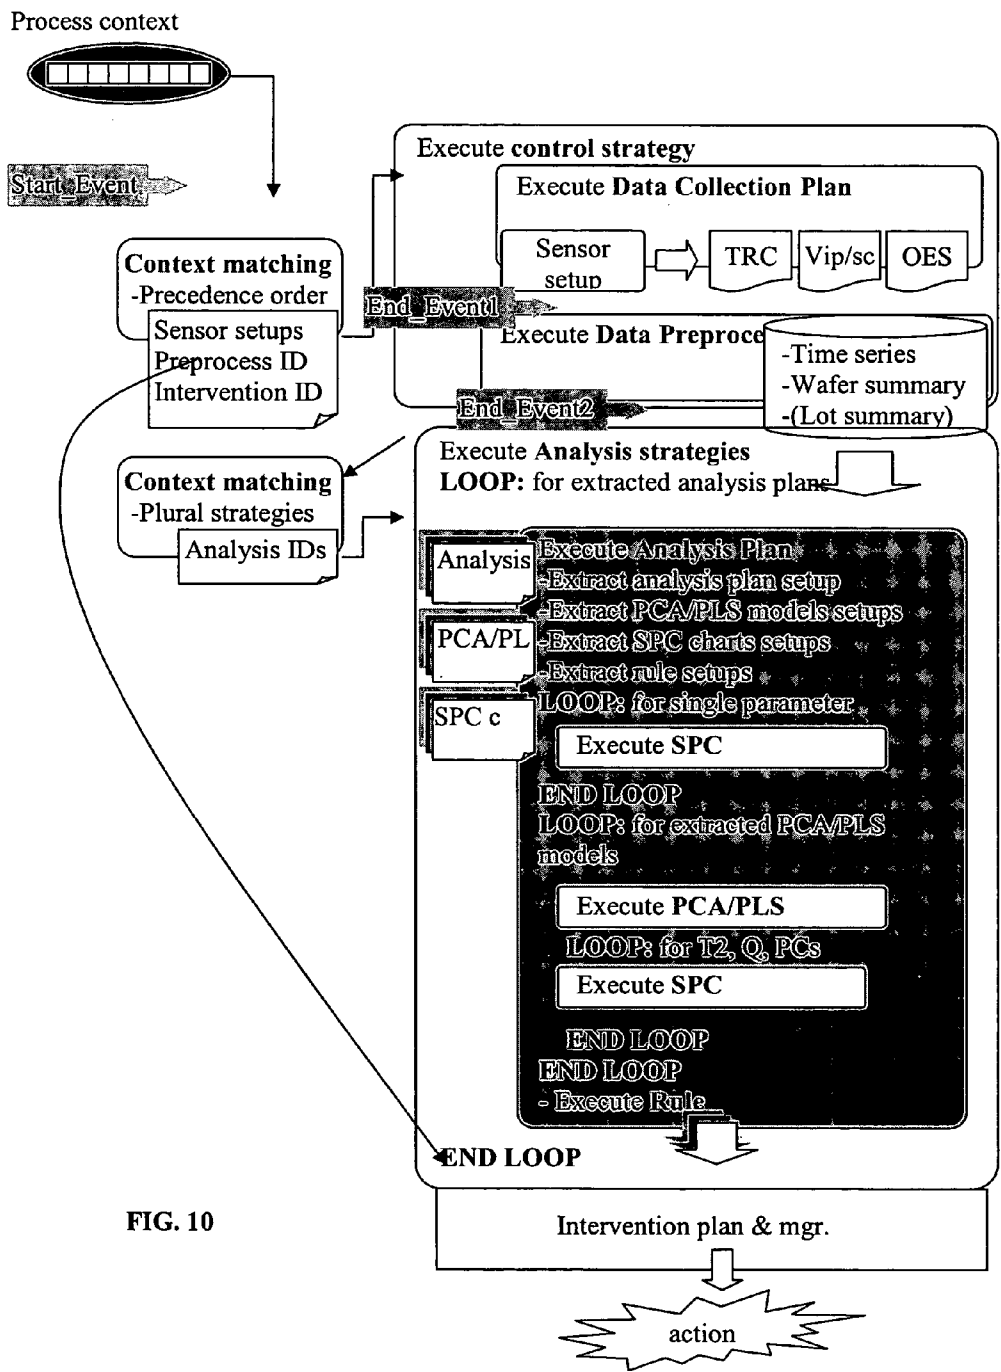 Process context
Start_Event
Execute control strategy
Execute Data Collection Plan
Sensor
setup
TRC
Vip/sc
OES
Context matching
-Precedence order
Sensor setups
Preprocess ID
Intervention ID
End_Event1
Execute Data Preproce
-Time series
-Wafer summary
-(Lot summary)
End_Event2
Execute Analysis strategies
LOOP: for extracted analysis plans
Context matching
-Plural strategies
Analysis IDs
Analysis
PCA/PL
SPC c
Execute Analysis Plan
-Extract analysis plan setup
-Extract PCA/PLS models setups
-Extract SPC charts setups
-Extract rule setups
LOOP: for single parameter
Execute SPC
END LOOP
LOOP: for extracted PCA/PLS
models
Execute PCA/PLS
LOOP: for T2, Q, PCs
Execute SPC
END LOOP
END LOOP
- Execute Rule
END LOOP
FIG. 10
Intervention plan & mgr.
action